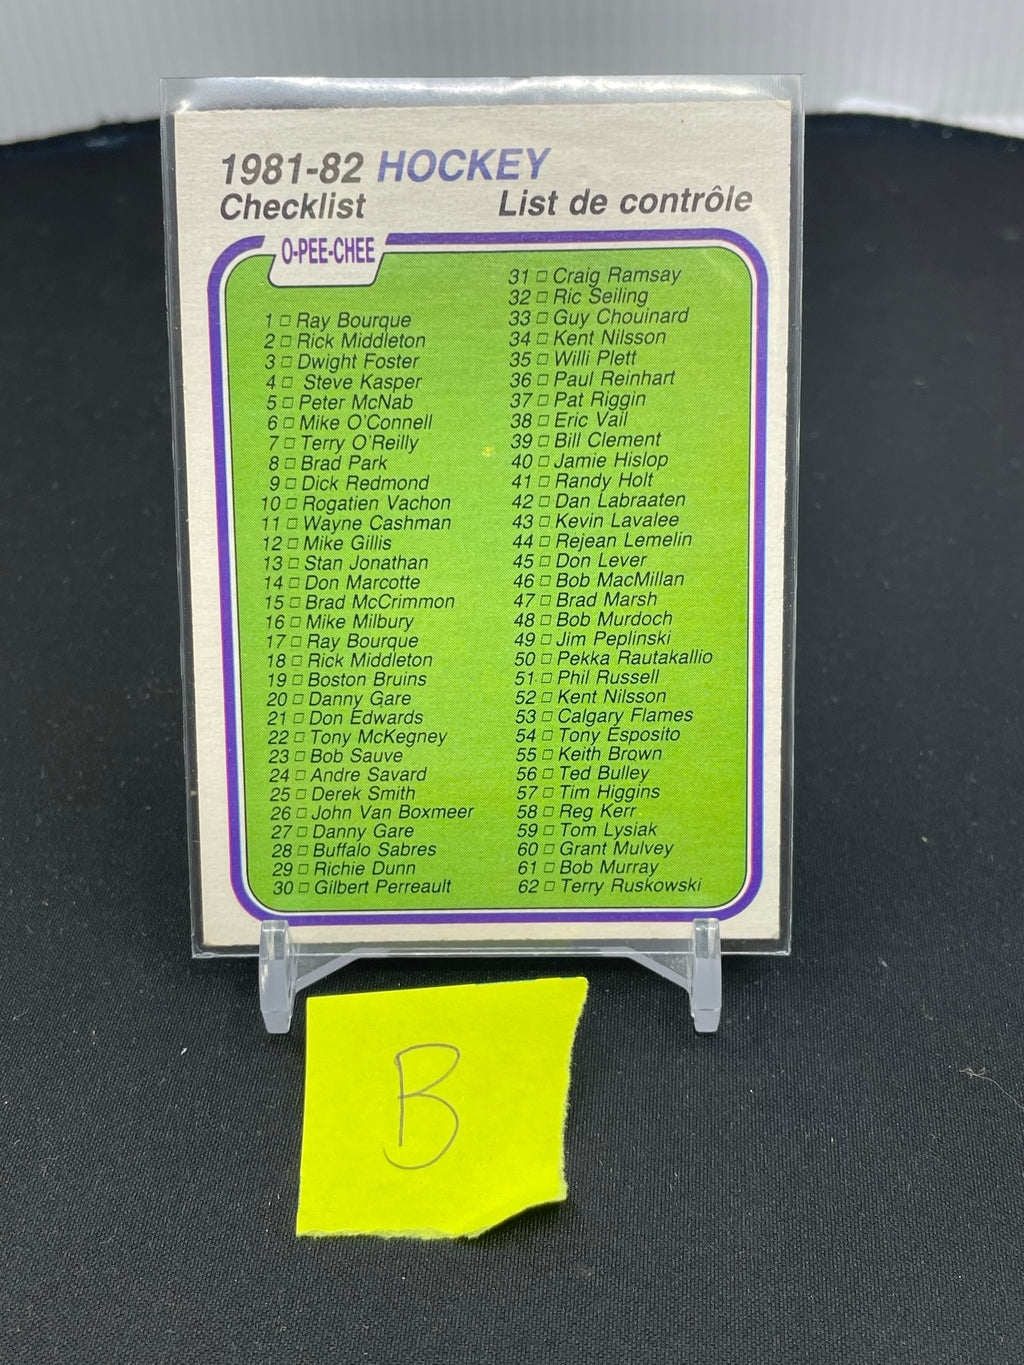 1981-82 HOCKEY
Checklist
List de contrôle
O-PEE-CHEE
1 □ Ray Bourque
2 □ Rick Middleton
3 □ Dwight Foster
4 □ Steve Kasper
5 □ Peter McNab
6 □ Mike O'Connell
7 □ Terry O'Reilly
8 □ Brad Park
9 □ Dick Redmond
10 □ Rogatien Vachon
11 □ Wayne Cashman
12 □ Mike Gillis
13 □ Stan Jonathan
14 □ Don Marcotte
15 □ Brad McCrimmon
16 □ Mike Milbury
17 □ Ray Bourque
18 □ Rick Middleton
19 □ Boston Bruins
20 □ Danny Gare
21 □ Don Edwards
22 □ Tony McKegney
23 □ Bob Sauve
24 □ Andre Savard
25 □ Derek Smith
26 □ John Van Boxmeer
27 □ Danny Gare
28 □ Buffalo Sabres
29 □ Richie Dunn
30 □ Gilbert Perreault
31 □ Craig Ramsay
32 □ Ric Seiling
33 □ Guy Chouinard
34 □ Kent Nilsson
35 □ Willi Plett
36 □ Paul Reinhart
37 □ Pat Riggin
38 □ Eric Vail
39 □ Bill Clement
40 □ Jamie Hislop
41 □ Randy Holt
42 □ Dan Labraaten
43 □ Kevin Lavalee
44 □ Rejean Lemelin
45 □ Don Lever
46 □ Bob MacMillan
47 □ Brad Marsh
48 □ Bob Murdoch
49 □ Jim Peplinski
50 □ Pekka Rautakallio
51 □ Phil Russell
52 □ Kent Nilsson
53 □ Calgary Flames
54 □ Tony Esposito
55 □ Keith Brown
56 □ Ted Bulley
57 □ Tim Higgins
58 □ Reg Kerr
59 □ Tom Lysiak
60 □ Grant Mulvey
61 □ Bob Murray
62 □ Terry Ruskowski
B